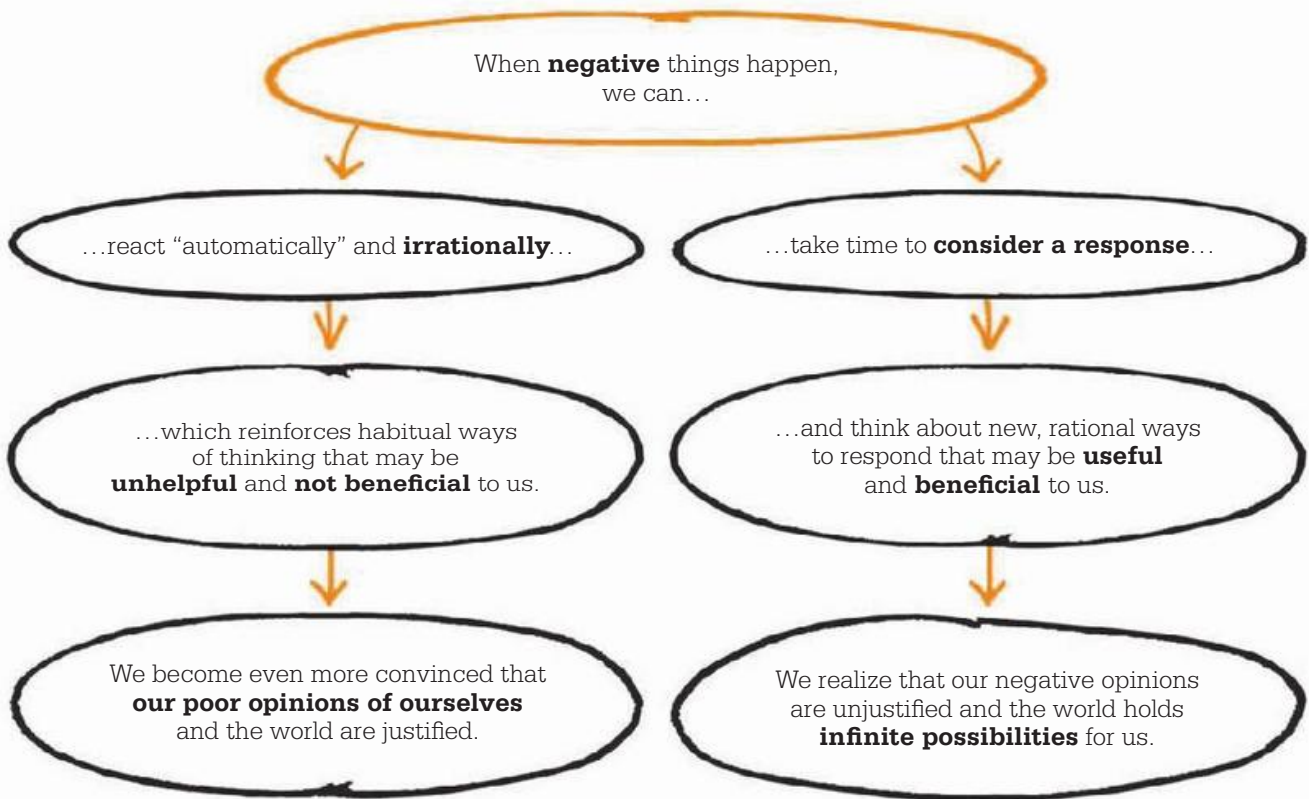 When negative things happen,
we can…
…react “automatically” and irrationally…
…take time to consider a response…
…which reinforces habitual ways
of thinking that may be
unhelpful and not beneficial to us.
…and think about new, rational ways
to respond that may be useful
and beneficial to us.
We become even more convinced that
our poor opinions of ourselves
and the world are justified.
We realize that our negative opinions
are unjustified and the world holds
infinite possibilities for us.